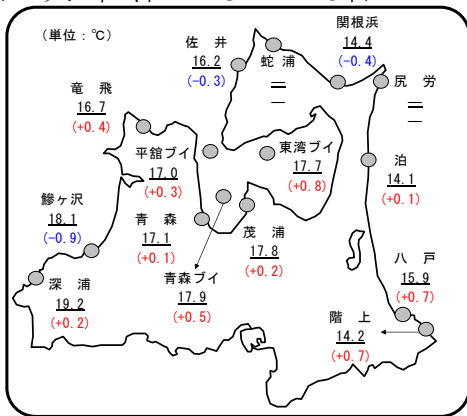 （単位：℃）
関根浜
14.4
(-0.4)
佐 井
16.2
(-0.3)
蛇 浦
―
―
尻 労
―
―
竜 飛
16.7
(+0.4)
平舘ブイ
17.0
(+0.3)
東湾ブイ
17.7
(+0.8)
泊
14.1
(+0.1)
鰺ヶ沢
18.1
(-0.9)
青 森
17.1
(+0.1)
茂 浦
17.8
(+0.2)
八 戸
15.9
(+0.7)
深 浦
19.2
(+0.2)
青森ブイ
17.9
(+0.5)
階 上
14.2
(+0.7)